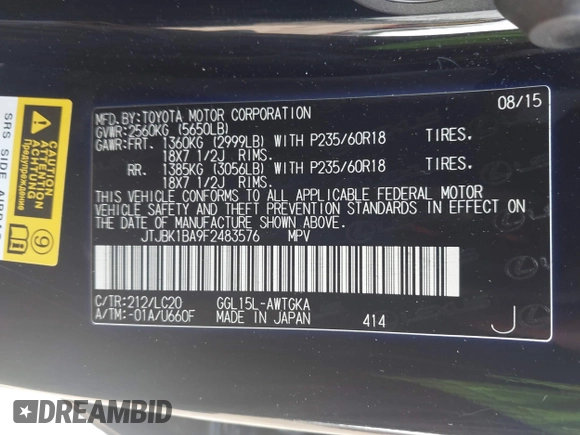 MFD.BY:TOYOTA MOTOR CORPORATION 08/15
GVWR:2560KG (5650LB)
GAWR:FRT. 1360KG (2999LB) WITH P235/60R18 TIRES.
18X7 1/2J RIMS.
RR. 1385KG (3056LB) WITH P235/60R18 TIRES.
18X7 1/2J RIMS.
THIS VEHICLE CONFORMS TO ALL APPLICABLE FEDERAL MOTOR
VEHICLE SAFETY AND THEFT PREVENTION STANDARDS IN EFFECT ON
THE DATE OF MANUFACTURE SHOWN ABOVE.
JTJBK1BA9F2483576 MPV
C/TR:212/LC20 GGL15L-AWTGKA
A/TM:-01A/U660F MADE IN JAPAN 414 J
SRS SIDE AIRBAG
CAUTION
ATTENTION
ACHTUNG
Предупреждение
9
DREAMBID